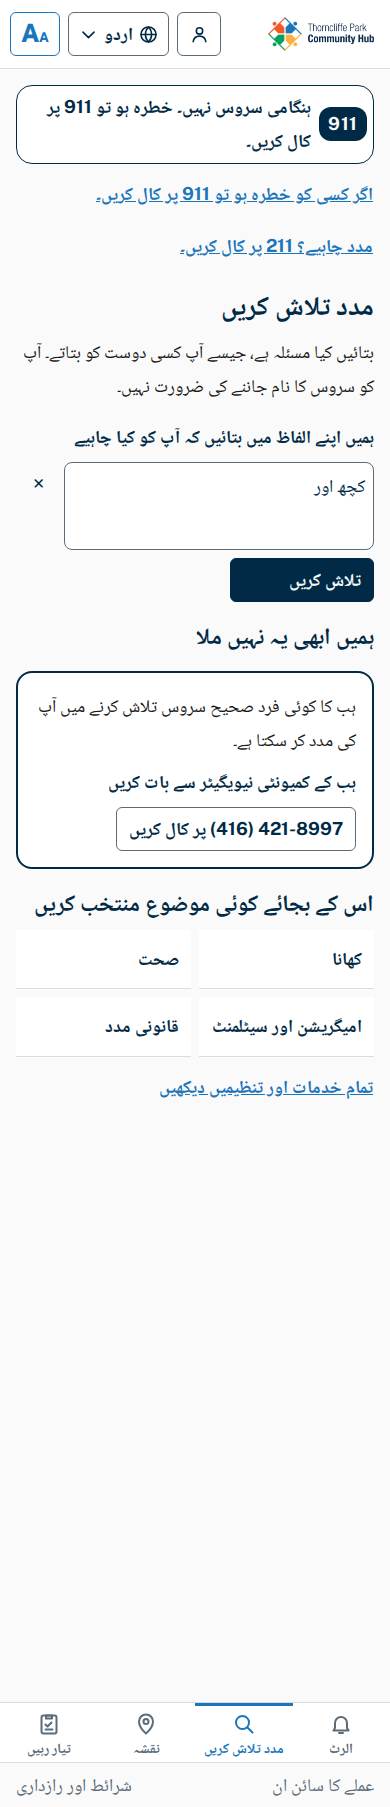 Thorncliffe Park
Community Hub
اردو
AA
911
ہنگامی سروس نہیں۔ خطرہ ہو تو 911 پر
کال کریں۔
اگر کسی کو خطرہ ہو تو 911 پر کال کریں۔
مدد چاہیے؟ 211 پر کال کریں۔
مدد تلاش کریں
بتائیں کیا مسئلہ ہے، جیسے آپ کسی دوست کو بتاتے۔ آپ
کو سروس کا نام جاننے کی ضرورت نہیں۔
ہمیں اپنے الفاظ میں بتائیں کہ آپ کو کیا چاہیے
کچھ اور
×
تلاش کریں
ہمیں ابھی یہ نہیں ملا
ہب کا کوئی فرد صحیح سروس تلاش کرنے میں آپ
کی مدد کر سکتا ہے۔
ہب کے کمیونٹی نیویگیٹر سے بات کریں
(416) 421-8997 پر کال کریں
اس کے بجائے کوئی موضوع منتخب کریں
کھانا
صحت
امیگریشن اور سیٹلمنٹ
قانونی مدد
تمام خدمات اور تنظیمیں دیکھیں
الرٹ
مدد تلاش کریں
نقشہ
تیار رہیں
عملے کا سائن ان
شرائط اور رازداری